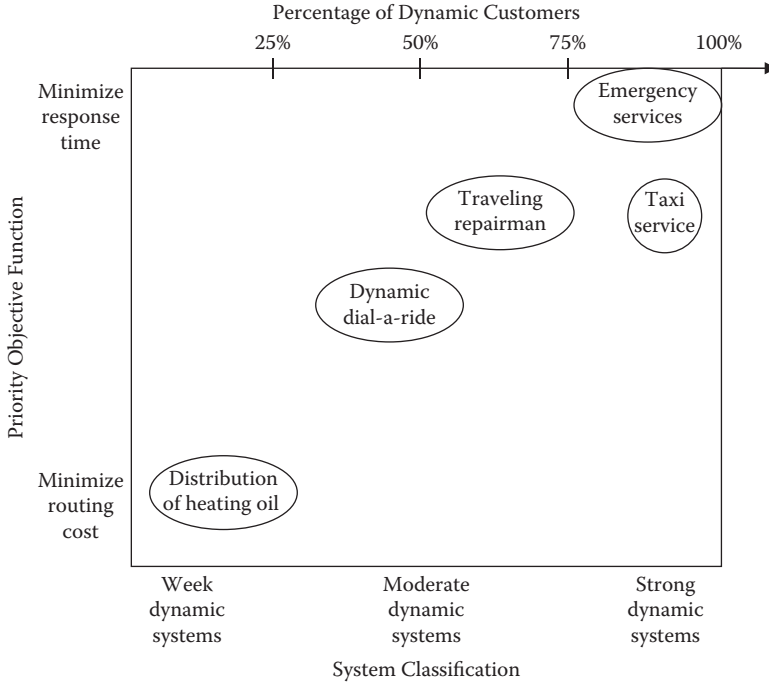 Percentage of Dynamic Customers
25%
50%
75%
100%
Minimize
response
time
Emergency
services
Traveling
repairman
Taxi
service
Dynamic
dial-a-ride
Priority Objective Function
Minimize
routing
cost
Distribution
of heating oil
Week
dynamic
systems
Moderate
dynamic
systems
Strong
dynamic
systems
System Classification